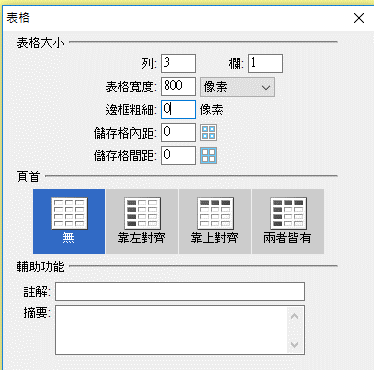 表格
表格大小
列: 3 欄: 1
表格寬度: 800 像素
邊框粗細: 0 像素
儲存格內距: 0
儲存格間距: 0
頁首
無 靠左對齊 靠上對齊 兩者皆有
輔助功能
註解:
摘要: